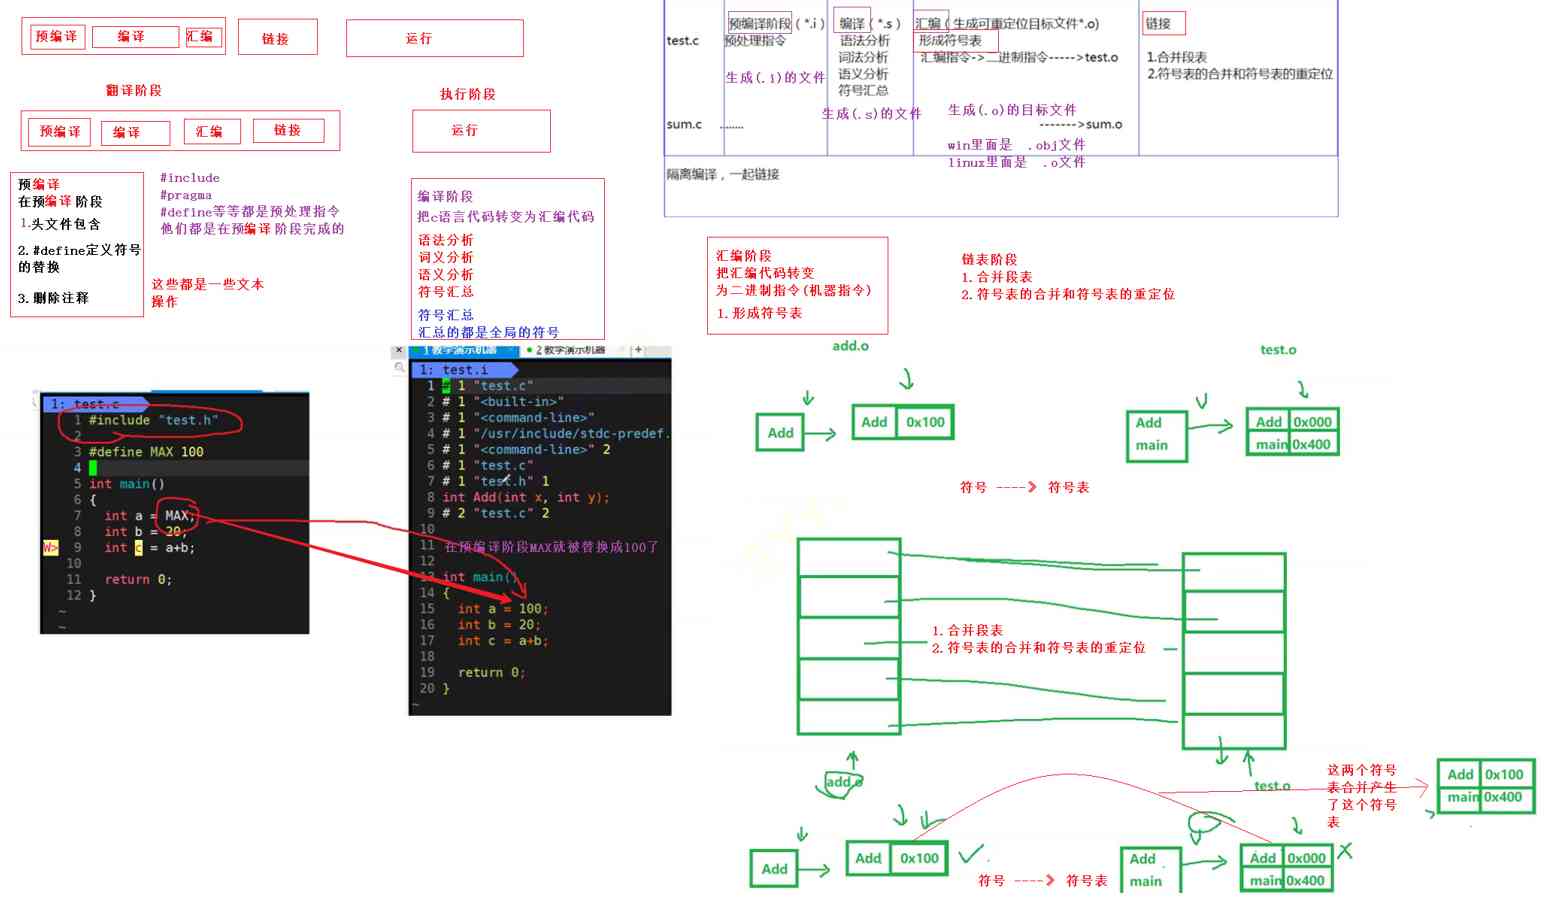 预编译 编译 汇编 链接 运行
翻译阶段 执行阶段
预编译 编译 汇编 链接 运行
预编译
在预编译阶段
1.头文件包含
2.#define定义符号
的替换
3.删除注释
#include
#pragma
#define等等都是预处理指令
他们都是在预编译阶段完成的
这些都是一些文本
操作
编译阶段
把c语言代码转变为汇编代码
语法分析
词义分析
语义分析
符号汇总
符号汇总
汇总的都是全局的符号
预编译阶段(*.i) 编译(*.s) 汇编(生成可重定位目标文件*.o) 链接
test.c 预处理指令 语法分析 形成符号表
词法分析 汇编指令->二进制指令----->test.o 1.合并段表
语义分析 2.符号表的合并和符号表的重定位
生成(.i)的文件 符号汇总
生成(.s)的文件 生成(.o)的目标文件
sum.c ........ ------->sum.o
win里面是 .obj文件
linux里面是 .o文件
隔离编译，一起链接
汇编阶段
把汇编代码转变
为二进制指令(机器指令)
1.形成符号表
链表阶段
1.合并段表
2.符号表的合并和符号表的重定位
1: test.c
1 #include "test.h"
2
3 #define MAX 100
4
5 int main()
6 {
7 int a = MAX;
8 int b = 20;
W> 9 int c = a+b;
10
11 return 0;
12 }
~
~
× 1 教学演示机器 2 教学演示机器 +
1: test.i
1 # 1 "test.c"
2 # 1 "<built-in>"
3 # 1 "<command-line>"
4 # 1 "/usr/include/stdc-predef.
5 # 1 "<command-line>" 2
6 # 1 "test.c"
7 # 1 "test.h" 1
8 int Add(int x, int y);
9 # 2 "test.c" 2
10
11 在预编译阶段MAX就被替换成100了
12
13 int main()
14 {
15 int a = 100;
16 int b = 20;
17 int c = a+b;
18
19 return 0;
20 }
~
add.o test.o
Add Add 0x100
Add Add 0x000
main main 0x400
符号 ----> 符号表
1.合并段表
2.符号表的合并和符号表的重定位
add.o test.o
这两个符号
表合并产生
了这个符号
表
Add 0x100
main 0x400
Add Add 0x100
Add Add 0x000
main main 0x400
符号 ----> 符号表